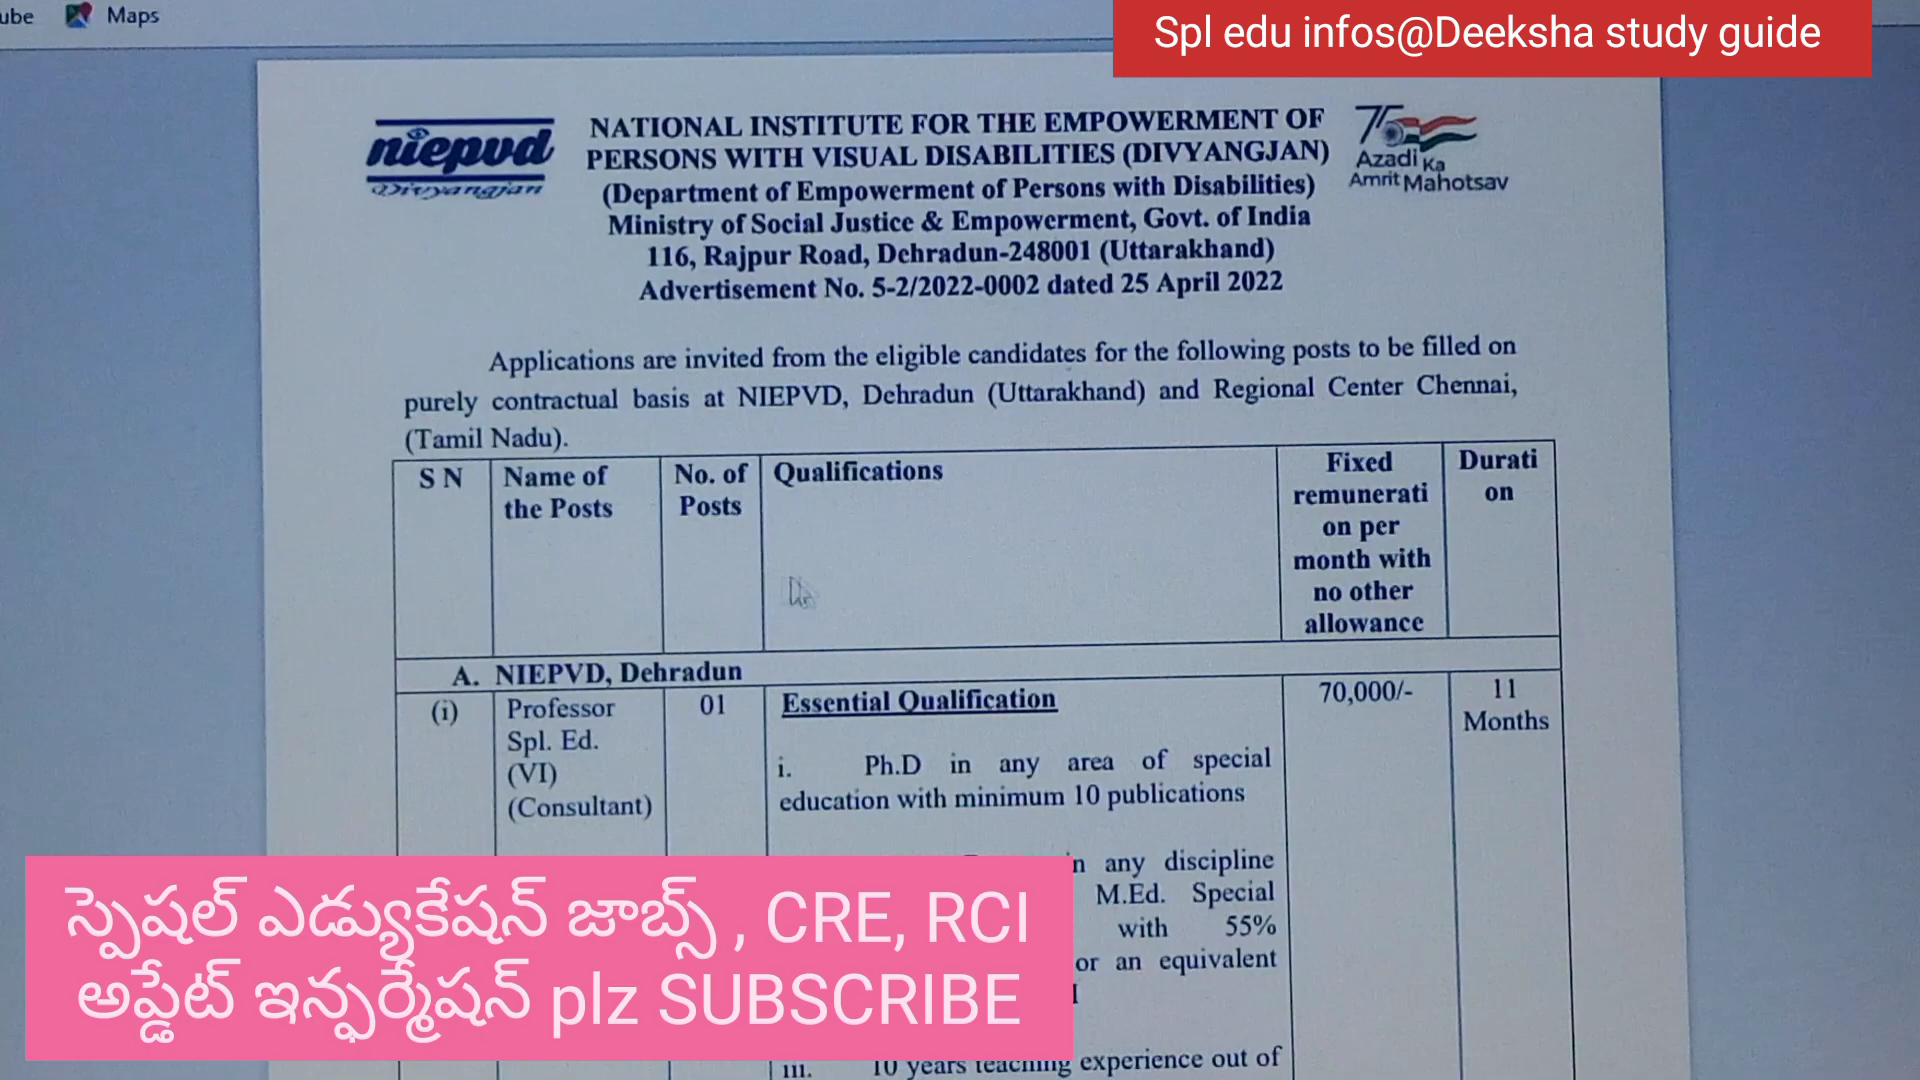 ube Maps
Spl edu infos@Deeksha study guide
niepvd
Divyangjan
NATIONAL INSTITUTE FOR THE EMPOWERMENT OF
PERSONS WITH VISUAL DISABILITIES (DIVYANGJAN)
(Department of Empowerment of Persons with Disabilities)
Ministry of Social Justice & Empowerment, Govt. of India
116, Rajpur Road, Dehradun-248001 (Uttarakhand)
Advertisement No. 5-2/2022-0002 dated 25 April 2022
75
Azadi Ka
Amrit Mahotsav
Applications are invited from the eligible candidates for the following posts to be filled on
purely contractual basis at NIEPVD, Dehradun (Uttarakhand) and Regional Center Chennai,
(Tamil Nadu).
S N
Name of
the Posts
No. of
Posts
Qualifications
Fixed
remunerati
on per
month with
no other
allowance
Durati
on
A. NIEPVD, Dehradun
(i)
Professor
Spl. Ed.
(VI)
(Consultant)
01
Essential Qualification
i. Ph.D in any area of special
education with minimum 10 publications
n any discipline
M.Ed. Special
with 55%
or an equivalent
iii. 10 years teaching experience out of
70,000/-
11
Months
స్పెషల్ ఎడ్యుకేషన్ జాబ్స్ , CRE, RCI
అప్డేట్ ఇన్ఫర్మేషన్ plz SUBSCRIBE